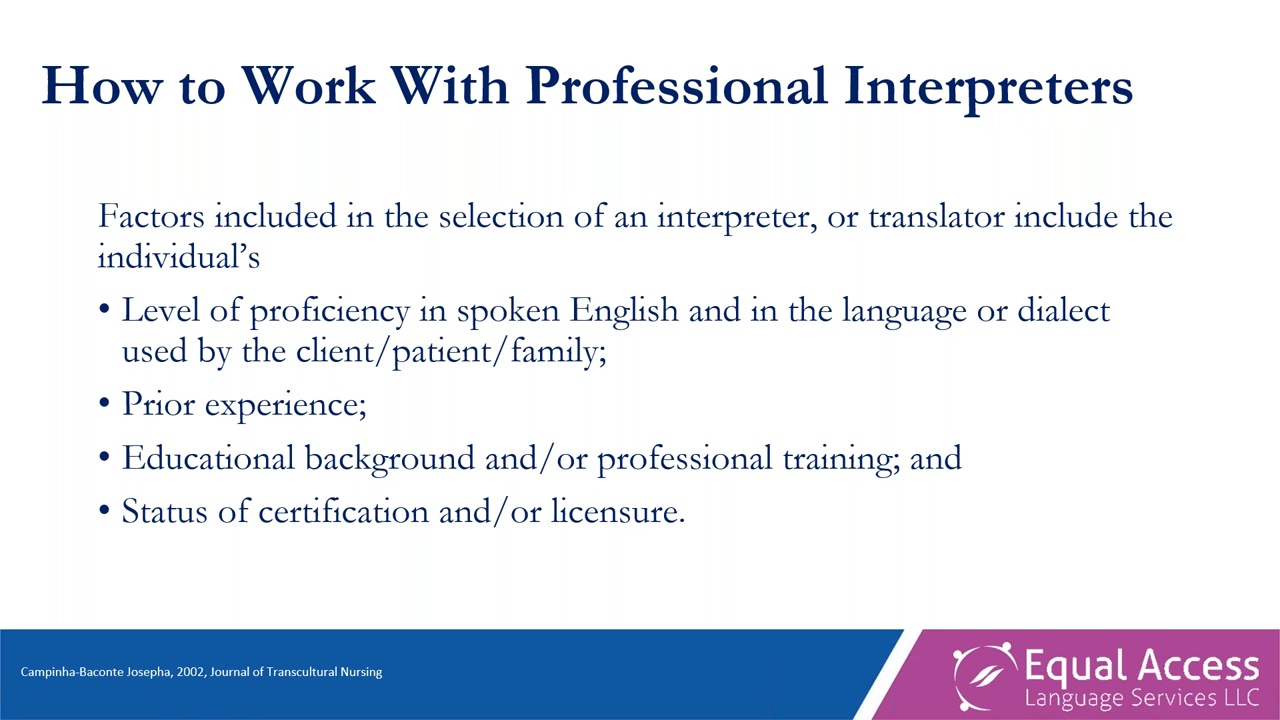 How to Work With Professional Interpreters
Factors included in the selection of an interpreter, or translator include the
individual’s
• Level of proficiency in spoken English and in the language or dialect
used by the client/patient/family;
• Prior experience;
• Educational background and/or professional training; and
• Status of certification and/or licensure.
Campinha-Baconte Josepha, 2002, Journal of Transcultural Nursing
Equal Access
Language Services LLC